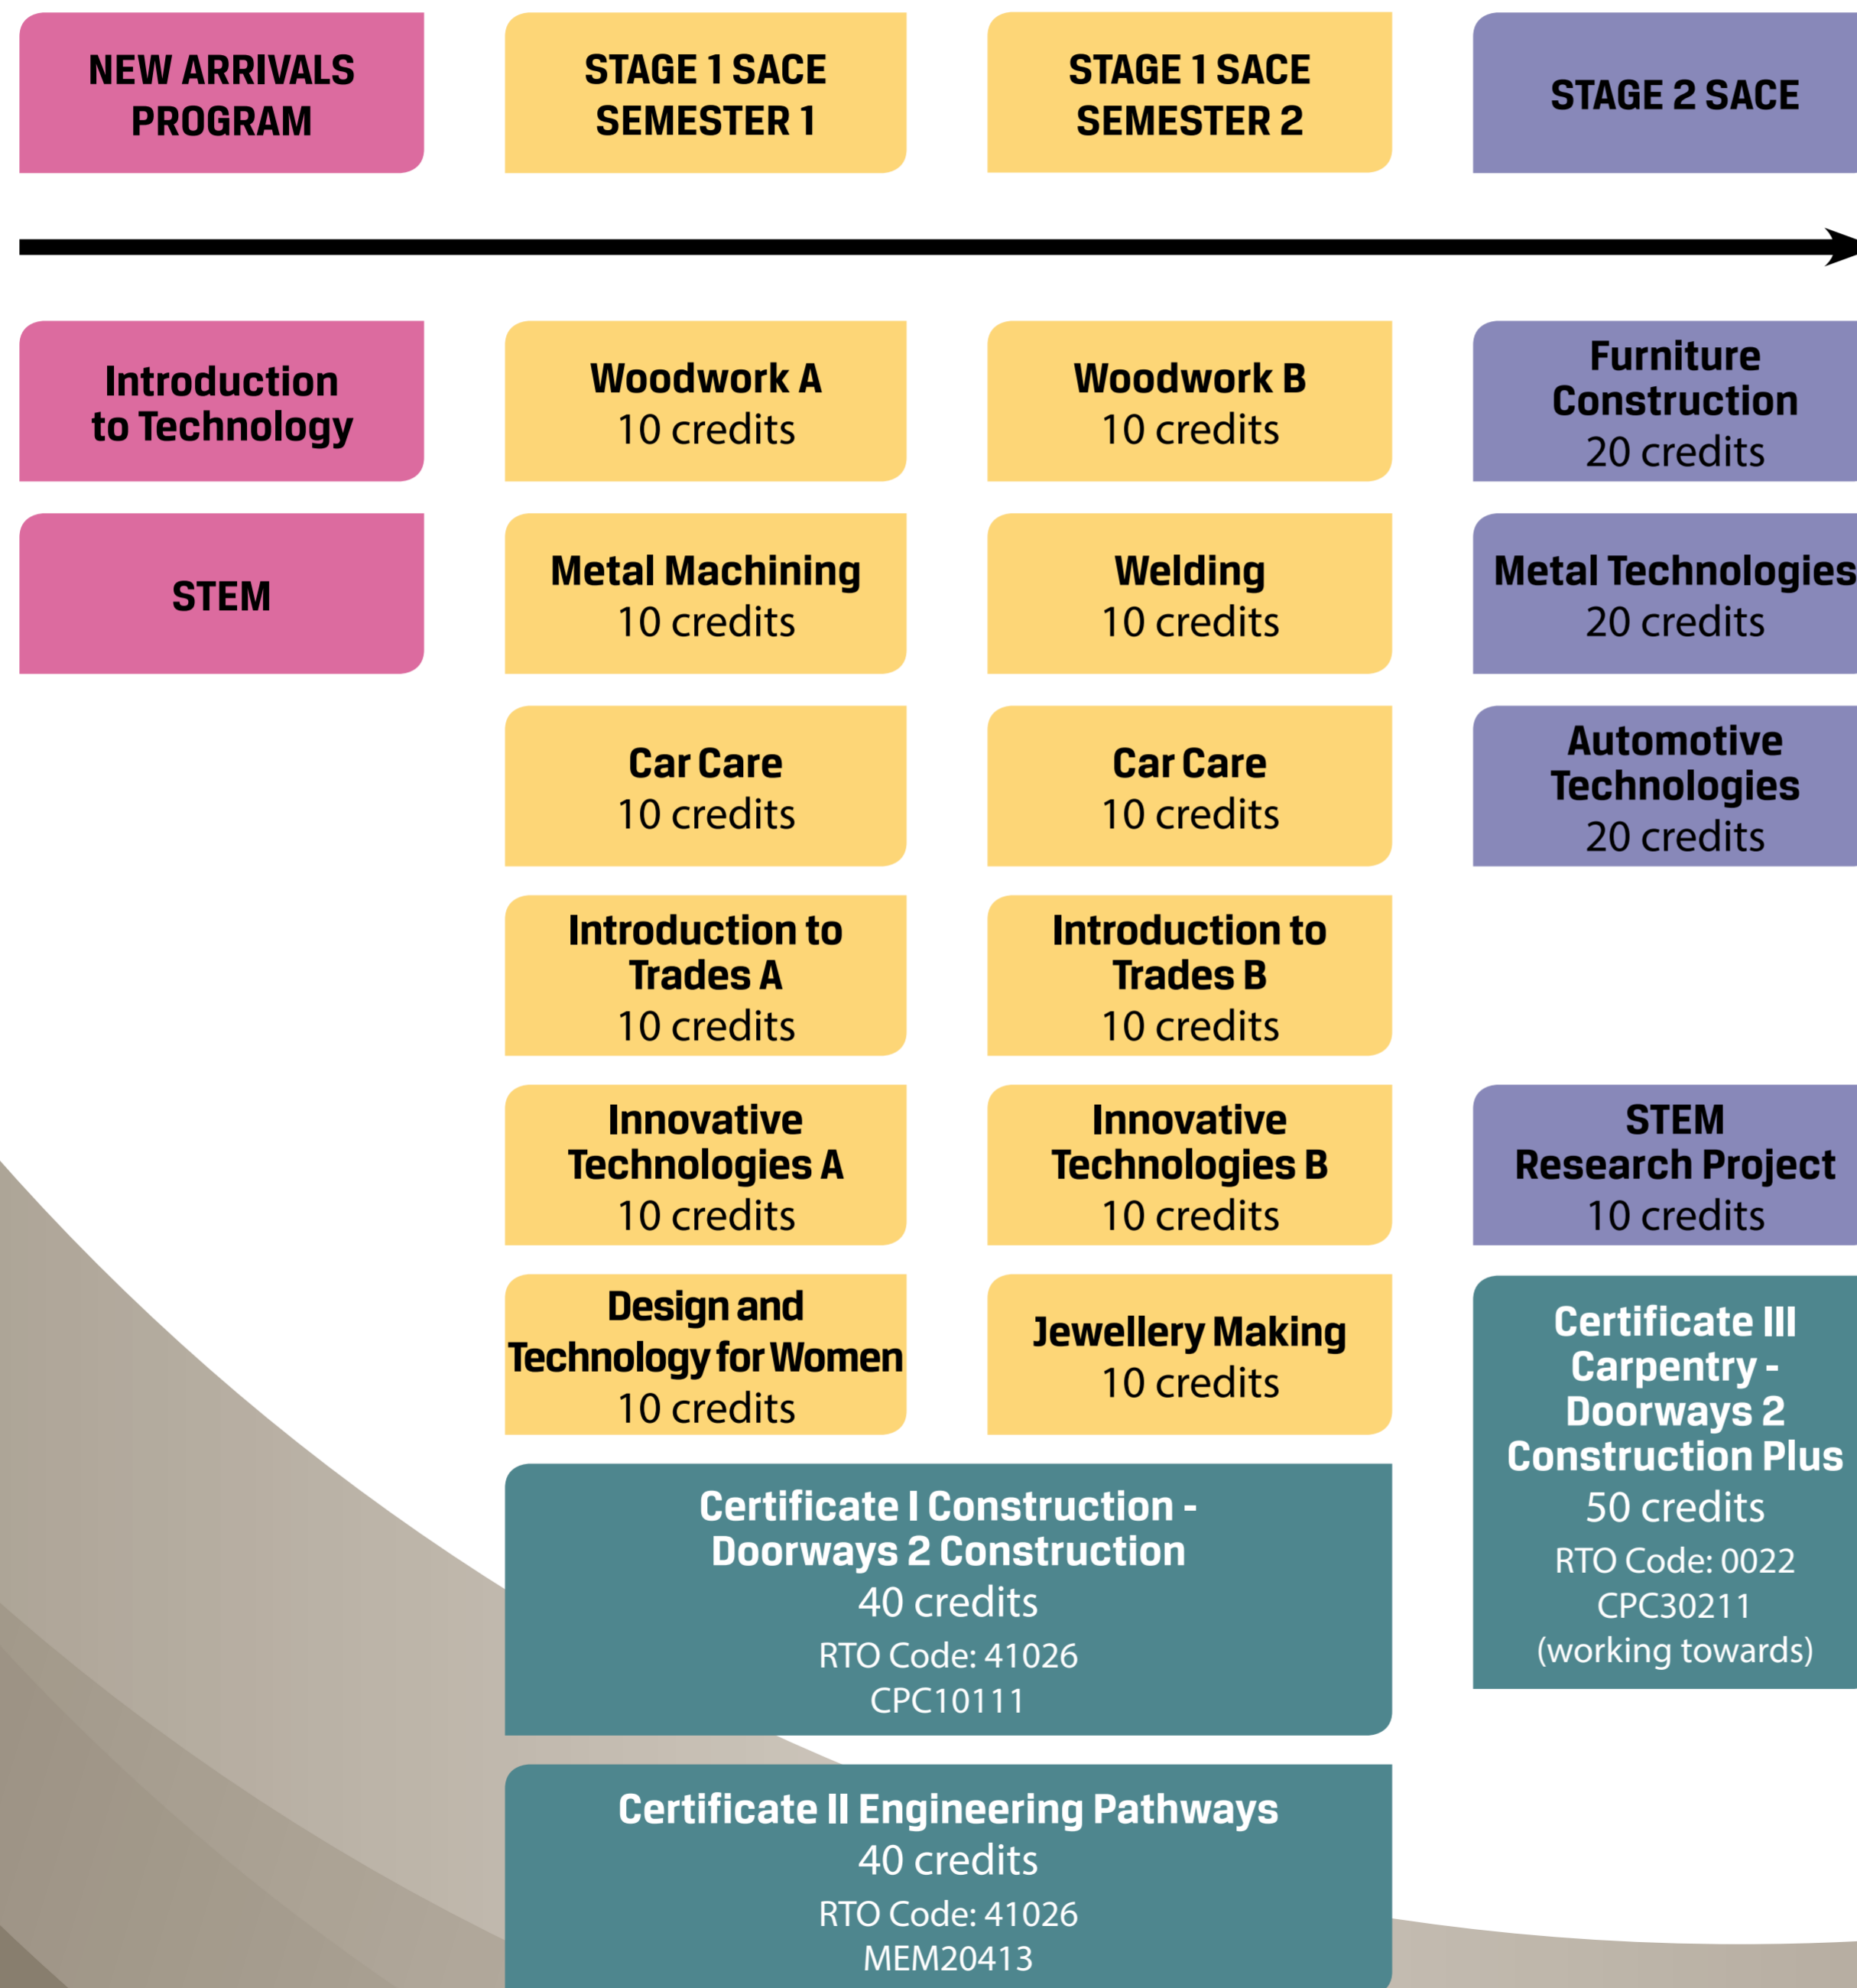 NEW ARRIVALS
PROGRAM
STAGE 1 SACE
SEMESTER 1
STAGE 1 SACE
SEMESTER 2
STAGE 2 SACE
Introduction
to Technology
Woodwork A
10 credits
Woodwork B
10 credits
Furniture
Construction
20 credits
STEM
Metal Machining
10 credits
Welding
10 credits
Metal Technologies
20 credits
Car Care
10 credits
Car Care
10 credits
Automotive
Technologies
20 credits
Introduction to
Trades A
10 credits
Introduction to
Trades B
10 credits
Innovative
Technologies A
10 credits
Innovative
Technologies B
10 credits
STEM
Research Project
10 credits
Design and
Technology for Women
10 credits
Jewellery Making
10 credits
Certificate III
Carpentry -
Doorways 2
Construction Plus
50 credits
RTO Code: 0022
CPC30211
(working towards)
Certificate I Construction -
Doorways 2 Construction
40 credits
RTO Code: 41026
CPC10111
Certificate II Engineering Pathways
40 credits
RTO Code: 41026
MEM20413